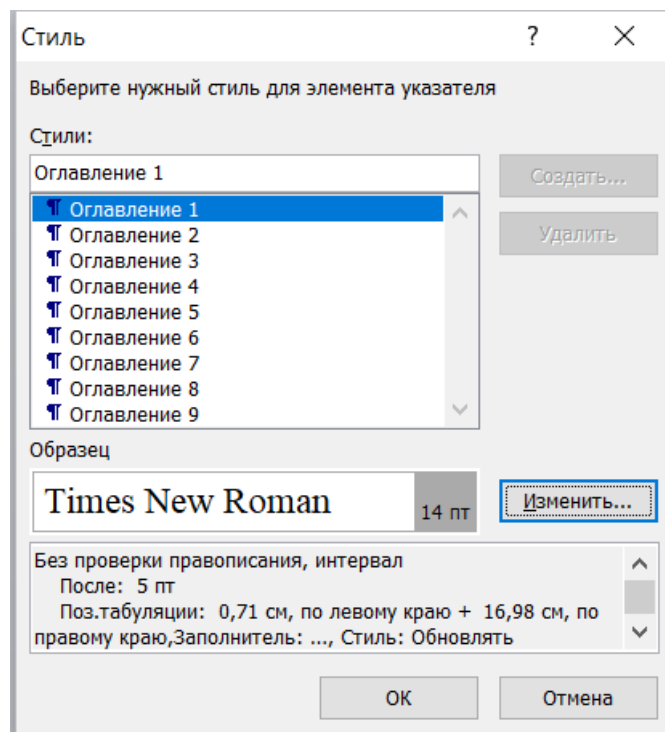 Стиль
?
Выберите нужный стиль для элемента указателя
Стили:
Оглавление 1
Создать...
¶ Оглавление 1
¶ Оглавление 2
Удалить
¶ Оглавление 3
¶ Оглавление 4
¶ Оглавление 5
¶ Оглавление 6
¶ Оглавление 7
¶ Оглавление 8
¶ Оглавление 9
Образец
Times New Roman
14 пт
Изменить...
Без проверки правописания, интервал
После: 5 пт
Поз.табуляции: 0,71 см, по левому краю + 16,98 см, по
правому краю,Заполнитель: ..., Стиль: Обновлять
ОК
Отмена